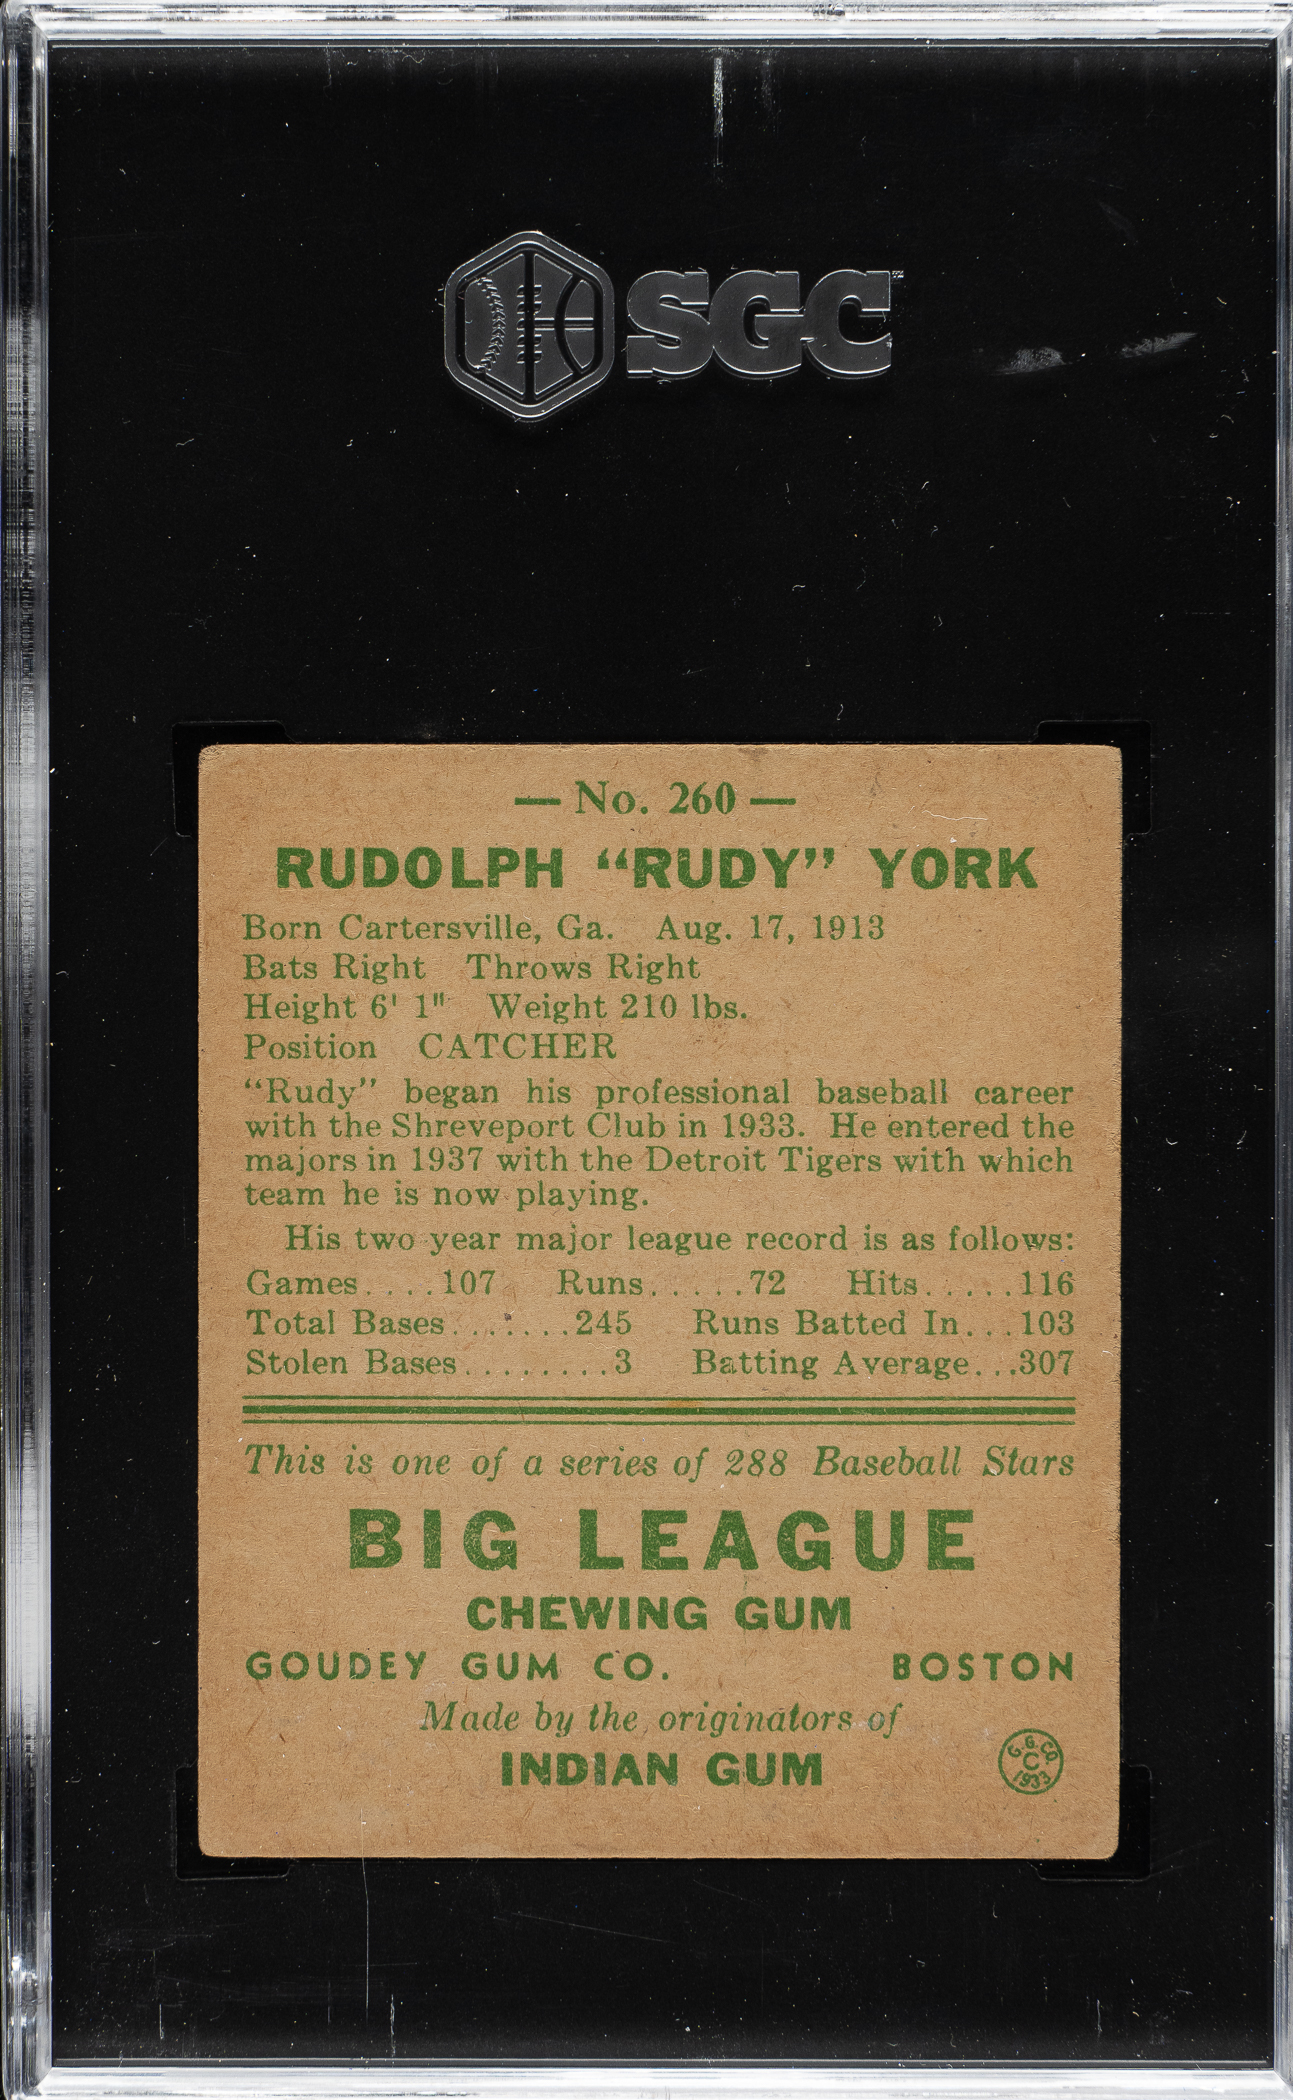 SGC™
— No. 260 —
RUDOLPH “RUDY” YORK
Born Cartersville, Ga. Aug. 17, 1913
Bats Right Throws Right
Height 6' 1" Weight 210 lbs.
Position CATCHER
“Rudy” began his professional baseball career
with the Shreveport Club in 1933. He entered the
majors in 1937 with the Detroit Tigers with which
team he is now playing.
His two year major league record is as follows:
Games....107 Runs......72 Hits.....116
Total Bases.......245 Runs Batted In...103
Stolen Bases........3 Batting Average...307
This is one of a series of 288 Baseball Stars
BIG LEAGUE
CHEWING GUM
GOUDEY GUM CO. BOSTON
Made by the originators of
INDIAN GUM
G.G.CO.
C
1933